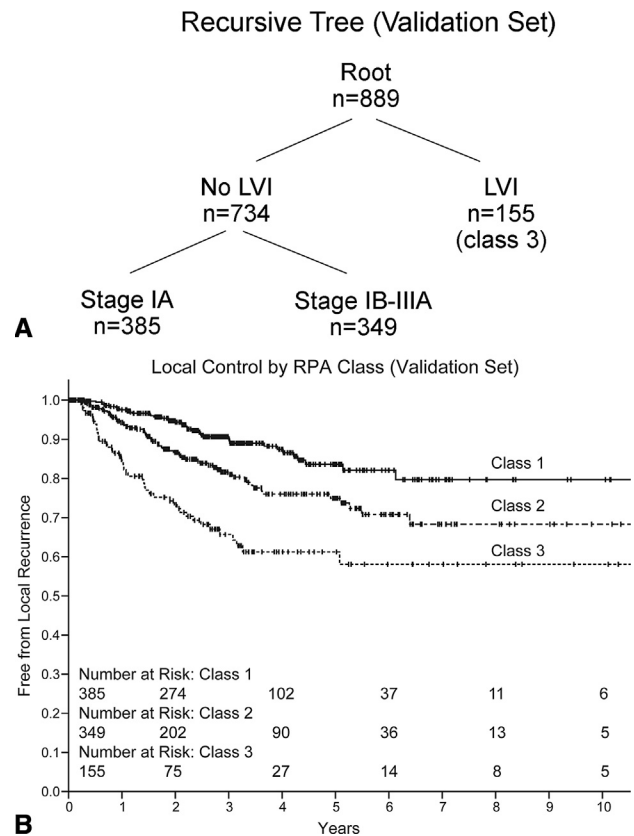 Recursive Tree (Validation Set)
Root
n=889
No LVI
n=734
LVI
n=155
(class 3)
Stage IA
n=385
Stage IB-IIIA
n=349
A
Local Control by RPA Class (Validation Set)
Free from Local Recurrence
1.0
0.9
0.8
0.7
0.6
0.5
0.4
0.3
0.2
0.1
0.0
Class 1
Class 2
Class 3
Number at Risk: Class 1
385 274 102 37 11 6
Number at Risk: Class 2
349 202 90 36 13 5
Number at Risk: Class 3
155 75 27 14 8 5
0 1 2 3 4 5 6 7 8 9 10
Years
B